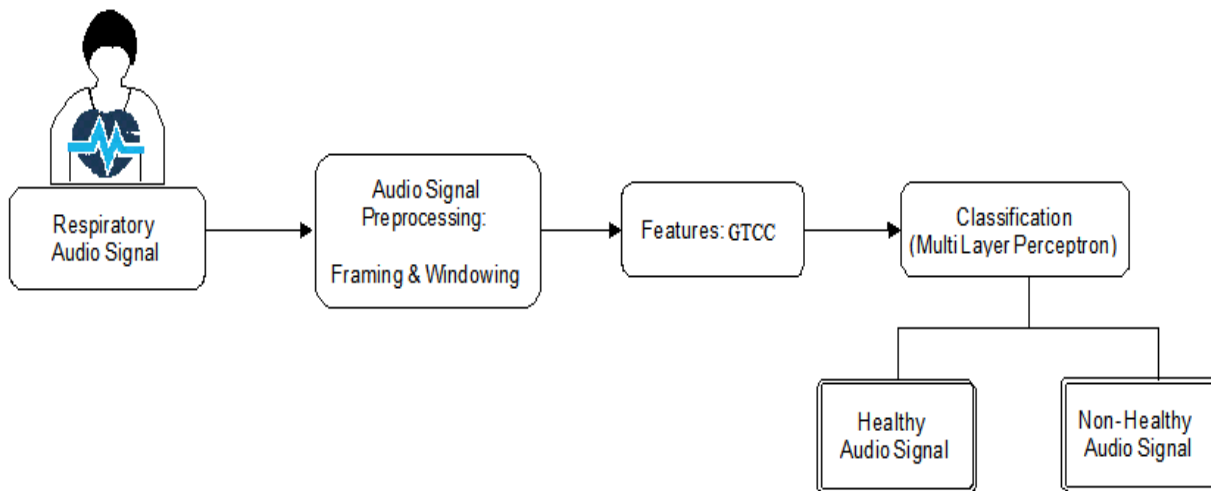 Respiratory
Audio Signal
Audio Signal
Preprocessing:
Framing & Windowing
Features: GTCC
Classification
(Multi Layer Perceptron)
Healthy
Audio Signal
Non-Healthy
Audio Signal